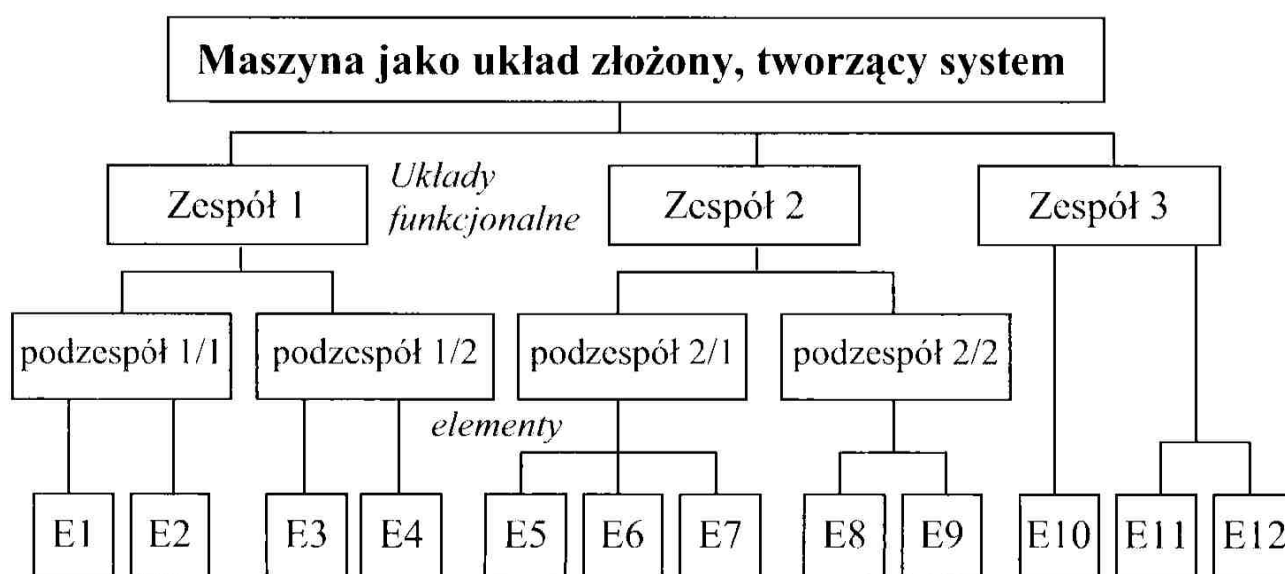 Maszyna jako układ złożony, tworzący system
Zespół 1
Układy
funkcjonalne
Zespół 2
Zespół 3
podzespół 1/1
podzespół 1/2
podzespół 2/1
podzespół 2/2
elementy
E1
E2
E3
E4
E5
E6
E7
E8
E9
E10
E11
E12